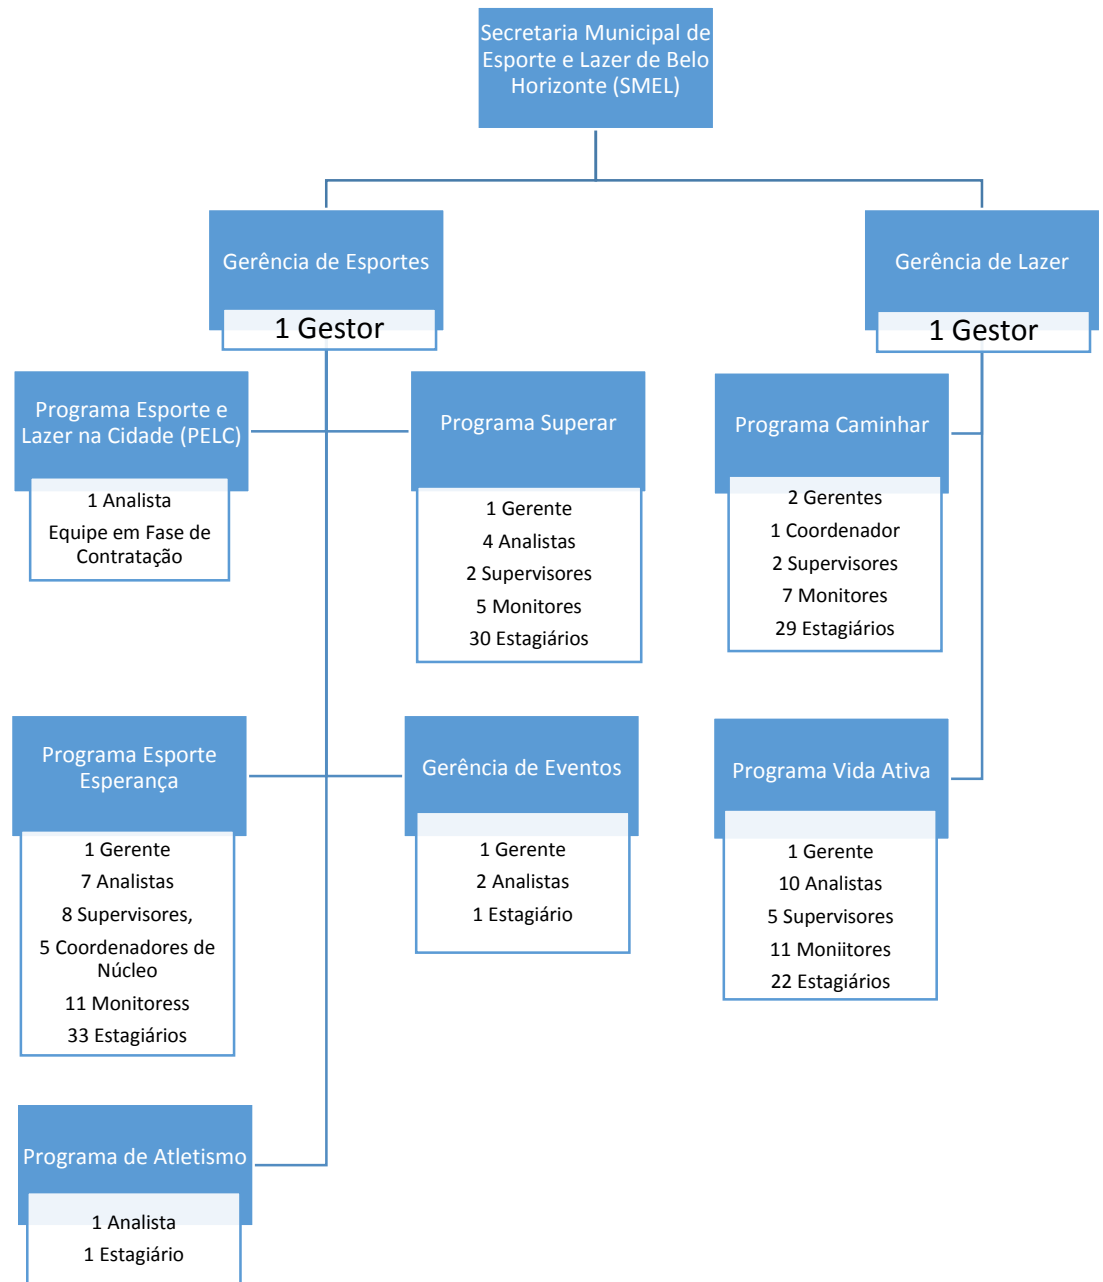 Secretaria Municipal de
Esporte e Lazer de Belo
Horizonte (SMEL)
Gerência de Esportes
1 Gestor
Gerência de Lazer
1 Gestor
Programa Esporte e
Lazer na Cidade (PELC)
1 Analista
Equipe em Fase de
Contratação
Programa Superar
1 Gerente
4 Analistas
2 Supervisores
5 Monitores
30 Estagiários
Programa Caminhar
2 Gerentes
1 Coordenador
2 Supervisores
7 Monitores
29 Estagiários
Programa Esporte
Esperança
1 Gerente
7 Analistas
8 Supervisores,
5 Coordenadores de
Núcleo
11 Monitoress
33 Estagiários
Gerência de Eventos
1 Gerente
2 Analistas
1 Estagiário
Programa Vida Ativa
1 Gerente
10 Analistas
5 Supervisores
11 Moniitores
22 Estagiários
Programa de Atletismo
1 Analista
1 Estagiário